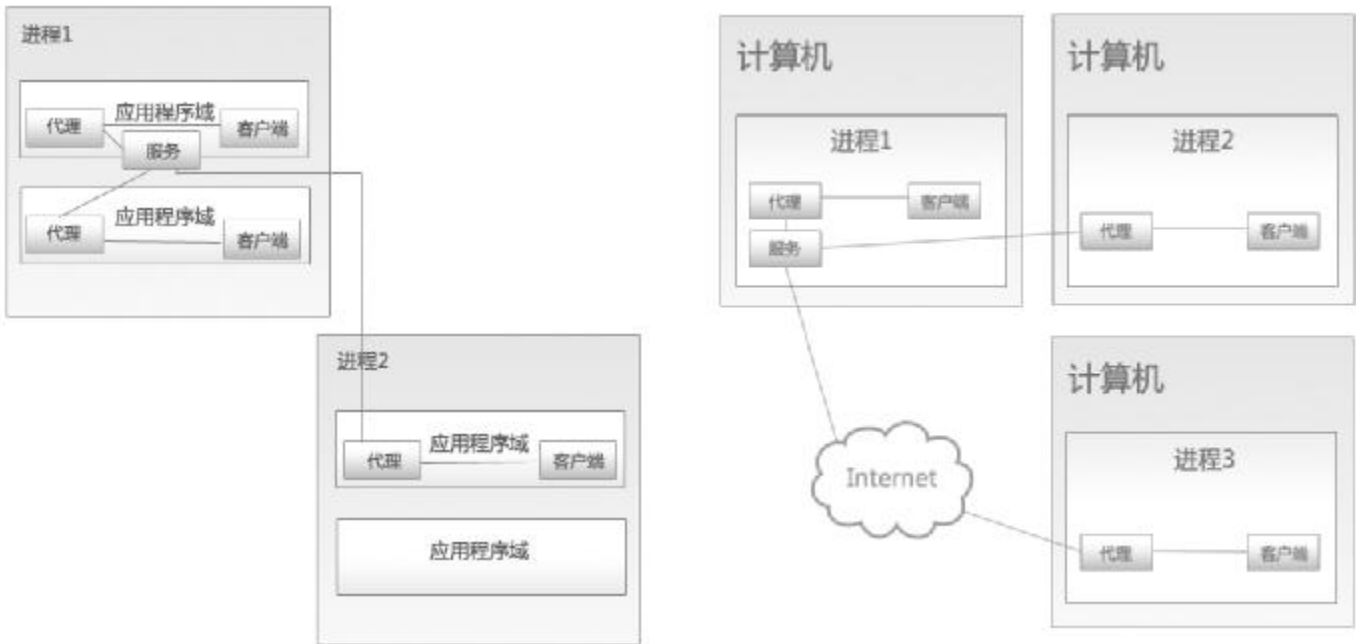 进程1
应用程序域
代理
客户端
服务
应用程序域
代理
客户端
进程2
应用程序域
代理
客户端
应用程序域
计算机
进程1
代理
客户端
服务
计算机
进程2
代理
客户端
Internet
计算机
进程3
代理
客户端